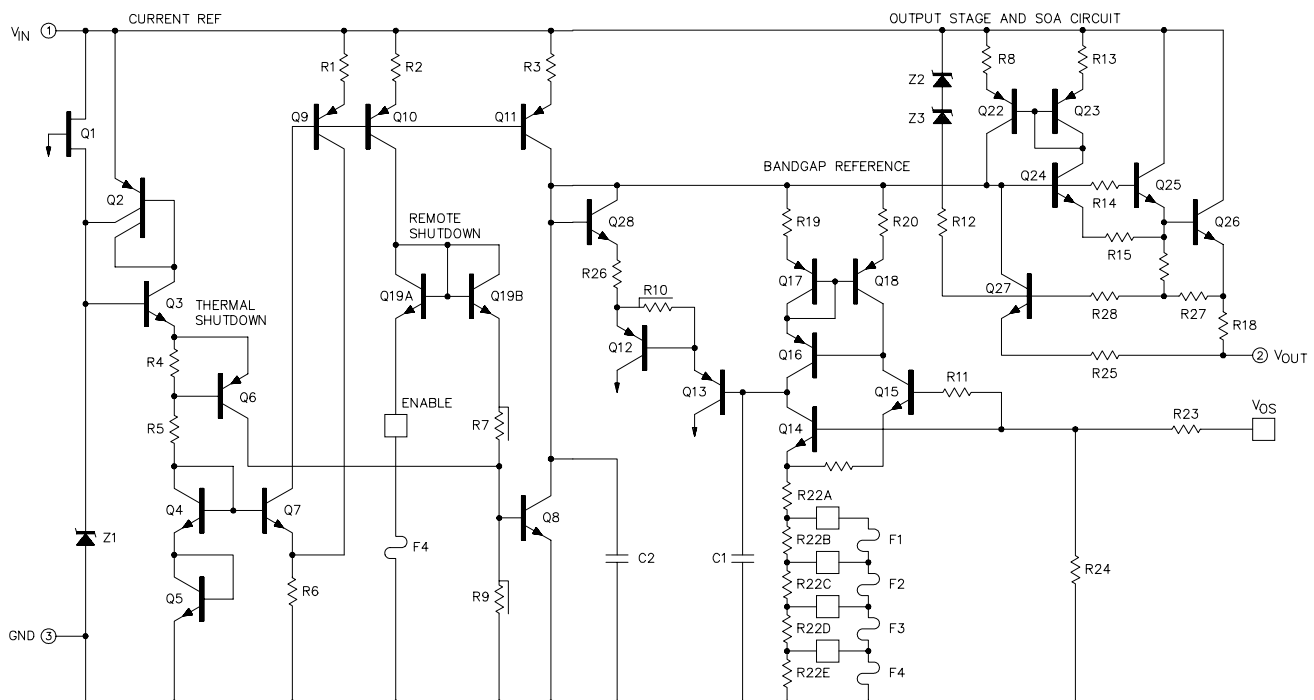 CURRENT REF
OUTPUT STAGE AND SOA CIRCUIT
VIN 1
R1
R2
R3
R8
R13
Z2
Z3
Q22
Q23
Q1
Q9
Q10
Q11
BANDGAP REFERENCE
Q24
Q25
R14
Q2
Q28
R19
R20
R12
Q26
REMOTE
SHUTDOWN
R15
R26
Q17
Q18
Q27
Q3
Q19A
Q19B
R10
R28
R27
THERMAL
SHUTDOWN
R18
R4
Q12
Q16
R25
2 VOUT
Q6
Q13
Q15
R11
ENABLE
VOS
R5
R7
Q14
R23
R22A
Q4
Q7
Q8
Z1
F4
C2
C1
R22B
F1
R24
R22C
F2
Q5
R6
R9
R22D
F3
GND 3
R22E
F4